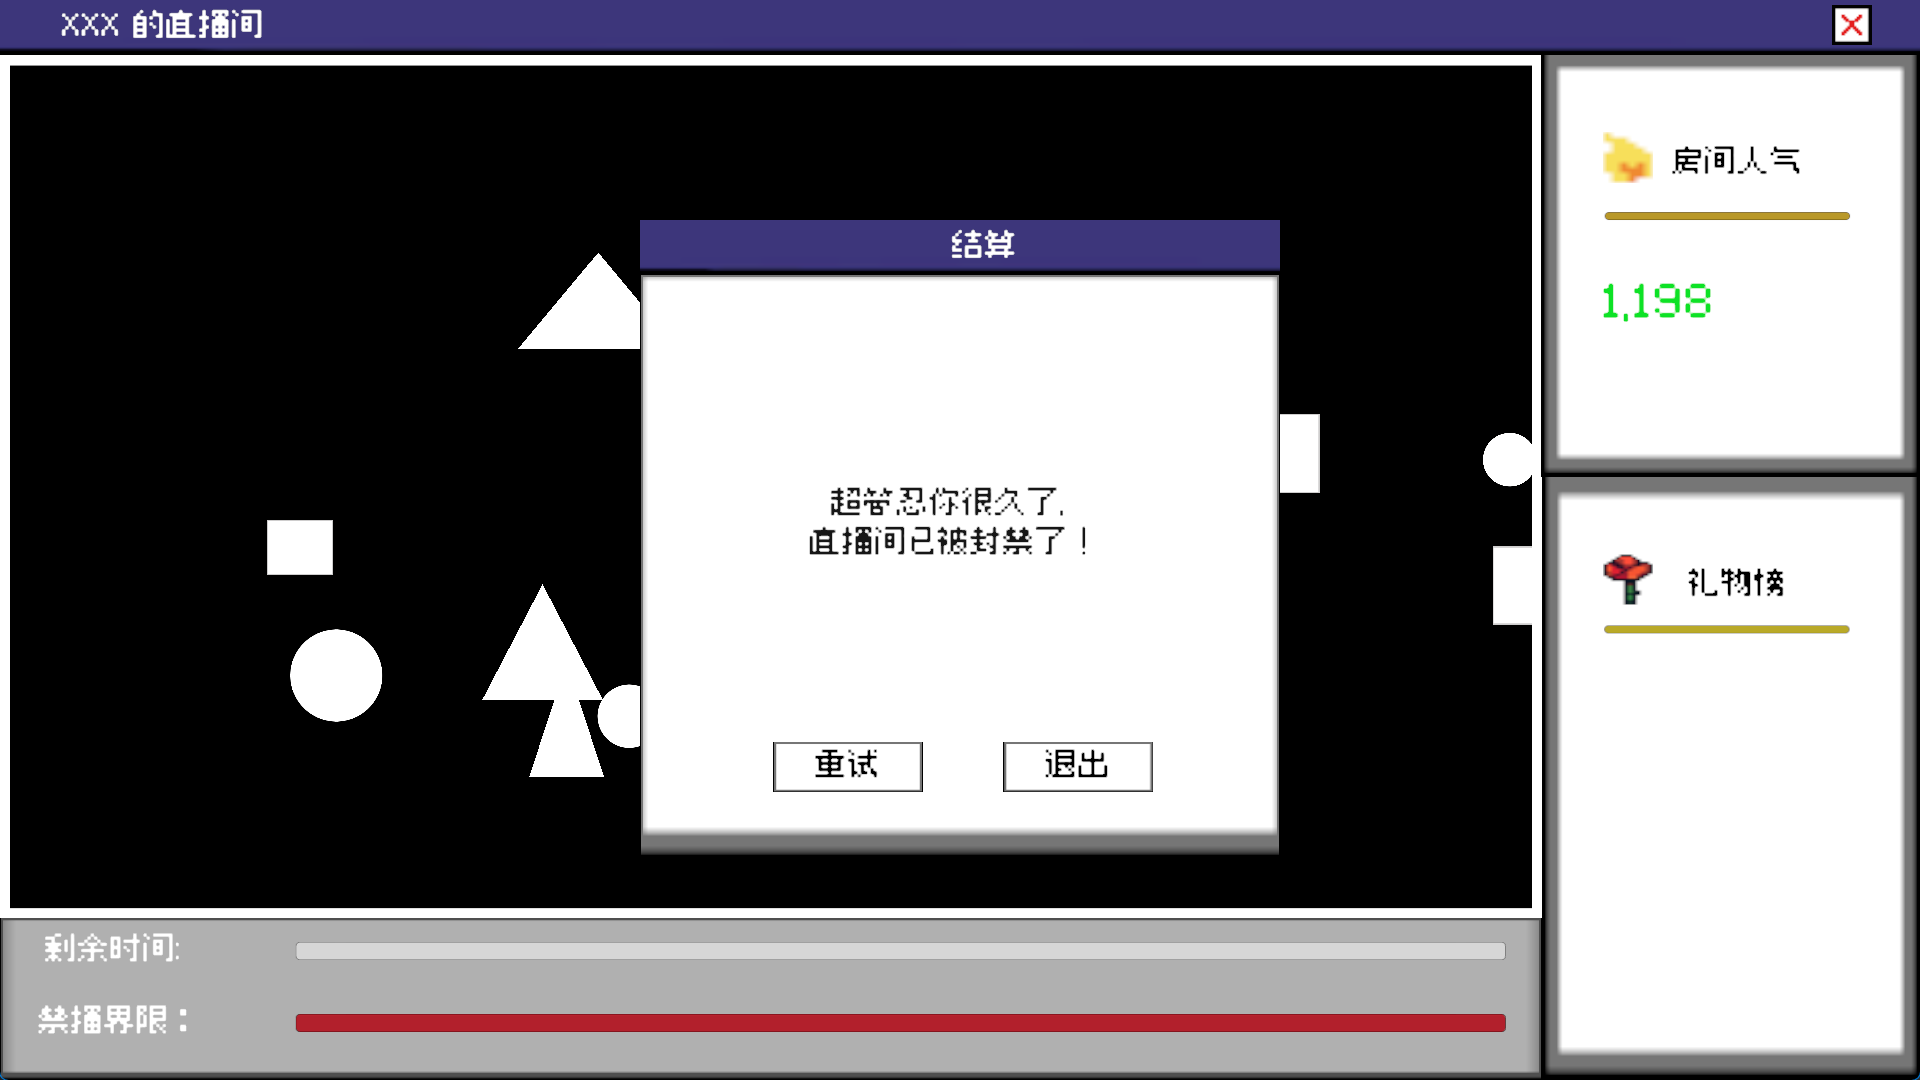 XXX 的直播间
房间人气
1,198
结算
超管忍你很久了,
直播间已被封禁了！
重试
退出
礼物榜
剩余时间:
禁播界限：